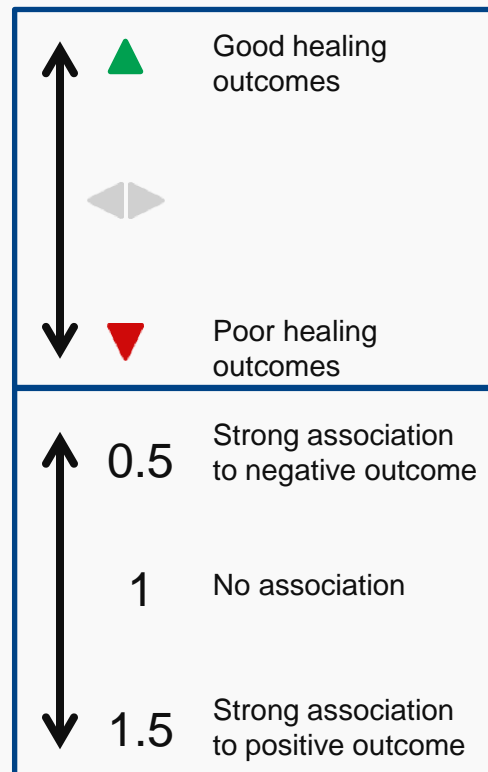 Good healing
outcomes
Poor healing
outcomes
0.5
Strong association
to negative outcome
1
No association
1.5
Strong association
to positive outcome